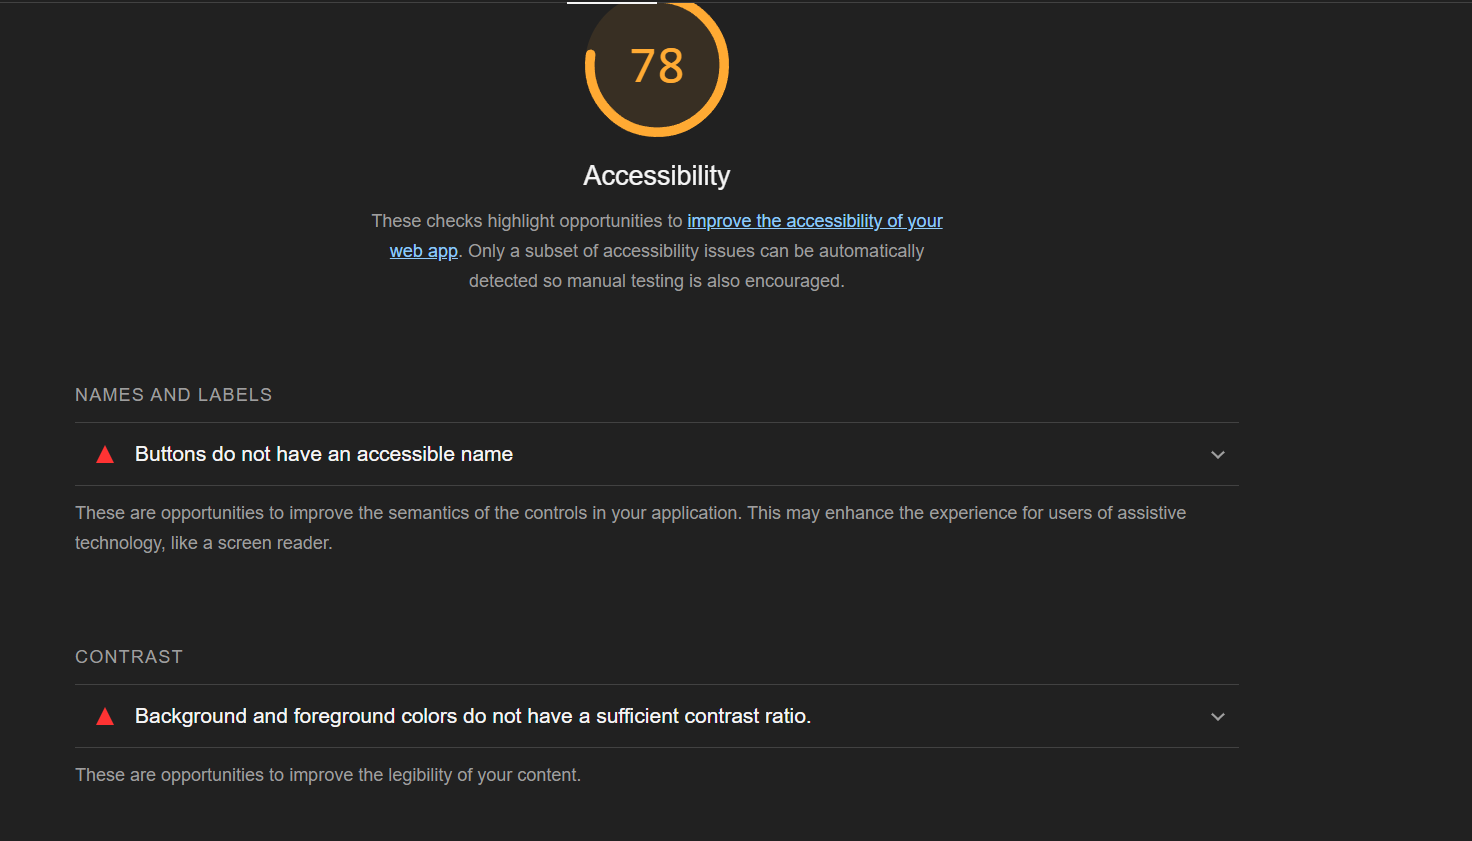 78
Accessibility
These checks highlight opportunities to improve the accessibility of your
web app. Only a subset of accessibility issues can be automatically
detected so manual testing is also encouraged.
NAMES AND LABELS
Buttons do not have an accessible name
These are opportunities to improve the semantics of the controls in your application. This may enhance the experience for users of assistive
technology, like a screen reader.
CONTRAST
Background and foreground colors do not have a sufficient contrast ratio.
These are opportunities to improve the legibility of your content.